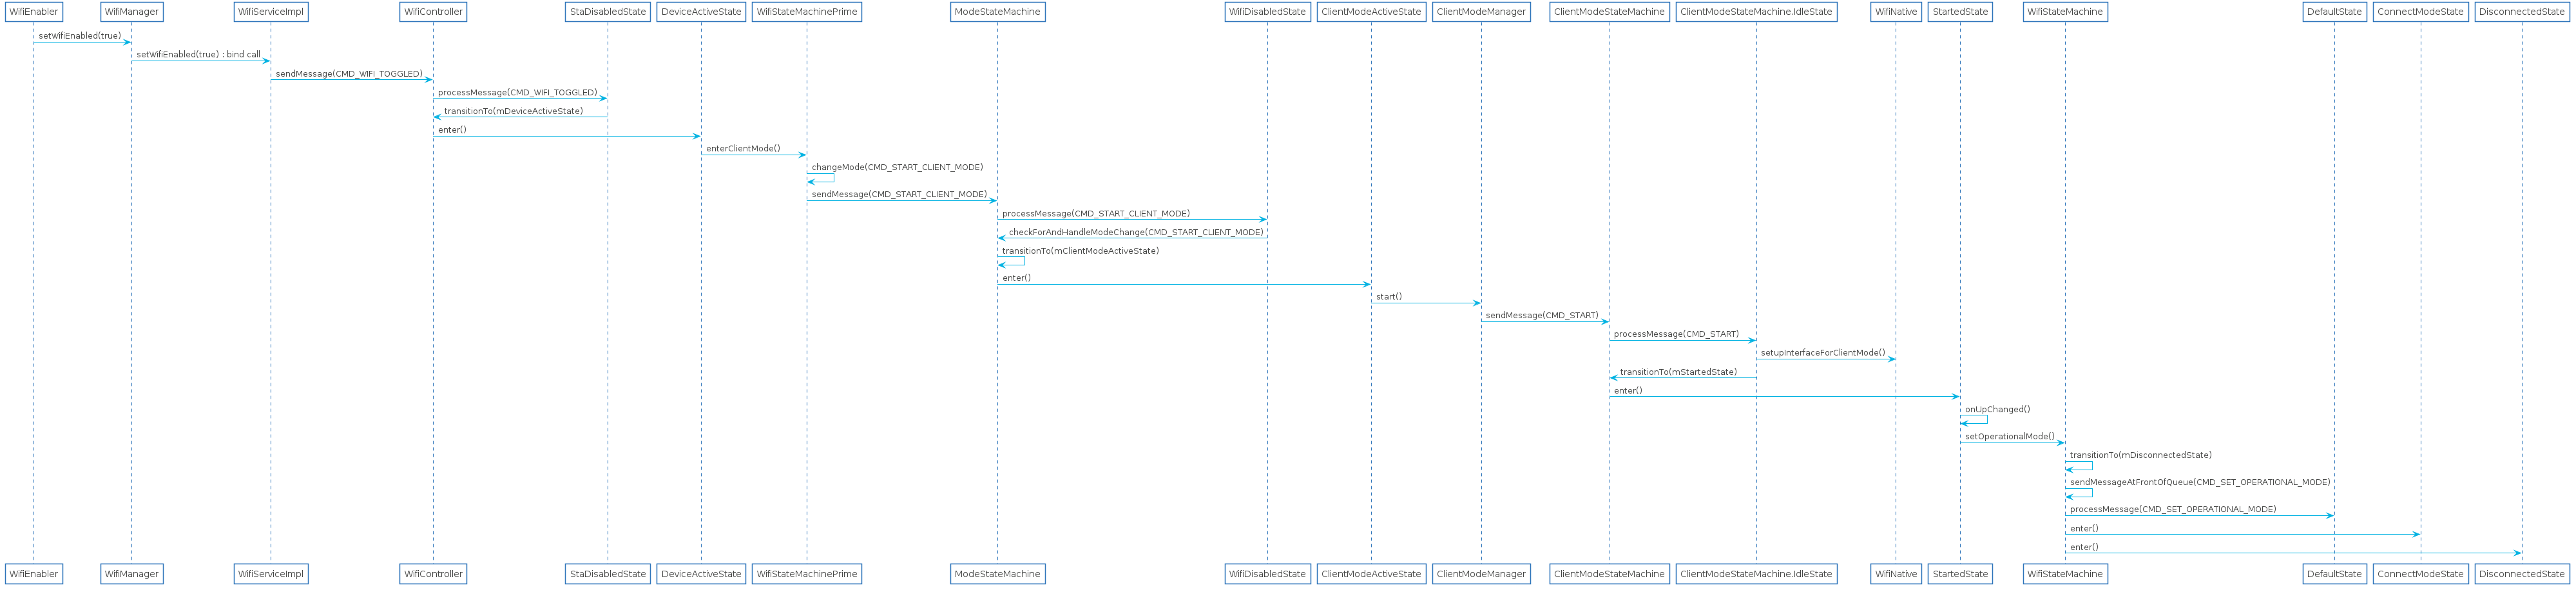 WifiEnabler
WifiManager
WifiServiceImpl
WifiController
StaDisabledState
DeviceActiveState
WifiStateMachinePrime
ModeStateMachine
WifiDisabledState
ClientModeActiveState
ClientModeManager
ClientModeStateMachine
ClientModeStateMachine.IdleState
WifiNative
StartedState
WifiStateMachine
DefaultState
ConnectModeState
DisconnectedState
setWifiEnabled(true)
setWifiEnabled(true) : bind call
sendMessage(CMD_WIFI_TOGGLED)
processMessage(CMD_WIFI_TOGGLED)
transitionTo(mDeviceActiveState)
enter()
enterClientMode()
changeMode(CMD_START_CLIENT_MODE)
sendMessage(CMD_START_CLIENT_MODE)
processMessage(CMD_START_CLIENT_MODE)
checkForAndHandleModeChange(CMD_START_CLIENT_MODE)
transitionTo(mClientModeActiveState)
enter()
start()
sendMessage(CMD_START)
processMessage(CMD_START)
setupInterfaceForClientMode()
transitionTo(mStartedState)
enter()
onUpChanged()
setOperationalMode()
transitionTo(mDisconnectedState)
sendMessageAtFrontOfQueue(CMD_SET_OPERATIONAL_MODE)
processMessage(CMD_SET_OPERATIONAL_MODE)
enter()
enter()
WifiEnabler
WifiManager
WifiServiceImpl
WifiController
StaDisabledState
DeviceActiveState
WifiStateMachinePrime
ModeStateMachine
WifiDisabledState
ClientModeActiveState
ClientModeManager
ClientModeStateMachine
ClientModeStateMachine.IdleState
WifiNative
StartedState
WifiStateMachine
DefaultState
ConnectModeState
DisconnectedState